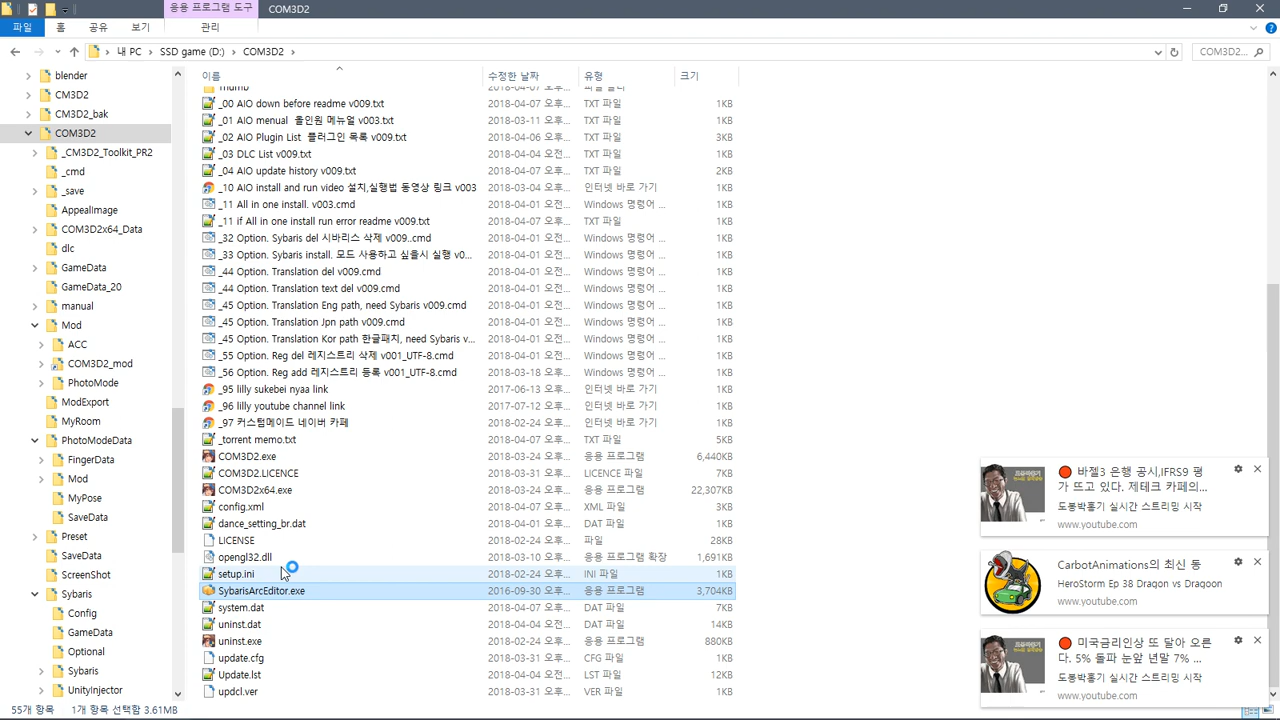 응용 프로그램 도구
COM3D2
파일
홈
공유
보기
관리
내 PC
SSD game (D:)
COM3D2
COM3D2...
blender
CM3D2
CM3D2_bak
COM3D2
_CM3D2_Toolkit_PR2
_cmd
_save
AppealImage
COM3D2x64_Data
dlc
GameData
GameData_20
manual
Mod
ACC
COM3D2_mod
PhotoMode
ModExport
MyRoom
PhotoModeData
FingerData
Mod
MyPose
SaveData
Preset
SaveData
ScreenShot
Sybaris
Config
GameData
Optional
Sybaris
UnityInjector
이름 수정한 날짜 유형 크기
_00 AIO down before readme v009.txt 2018-04-07 오후... TXT 파일 1KB
_01 AIO menual 올인원 메뉴얼 v003.txt 2018-03-11 오후... TXT 파일 1KB
_02 AIO Plugin List 플러그인 목록 v009.txt 2018-04-06 오후... TXT 파일 3KB
_03 DLC List v009.txt 2018-04-07 오전... TXT 파일 2KB
_04 AIO update history v009.txt 2018-04-07 오후... TXT 파일 2KB
_10 AIO install and run video 설치,실행법 동영상 링크 v003 2018-03-04 오후... 인터넷 바로 가기 1KB
_11 All in one install. v003.cmd 2018-04-01 오전... Windows 명령어 ... 1KB
_11 if All in one install run error readme v009.txt 2018-04-01 오후... TXT 파일 1KB
_32 Option. Sybaris del 시바리스 삭제 v009..cmd 2018-04-01 오전... Windows 명령어 ... 1KB
_33 Option. Sybaris install. 모드 사용하고 싶을시 실행 v0... 2018-04-01 오전... Windows 명령어 ... 1KB
_44 Option. Translation del v009.cmd 2018-04-01 오후... Windows 명령어 ... 1KB
_44 Option. Translation text del v009.cmd 2018-04-01 오후... Windows 명령어 ... 1KB
_45 Option. Translation Eng path, need Sybaris v009.cmd 2018-04-01 오후... Windows 명령어 ... 1KB
_45 Option. Translation Jpn path v009.cmd 2018-04-01 오후... Windows 명령어 ... 1KB
_45 Option. Translation Kor path 한글패치, need Sybaris v... 2018-04-01 오후... Windows 명령어 ... 1KB
_55 Option. Reg del 레지스트리 삭제 v001_UTF-8.cmd 2018-04-01 오후... Windows 명령어 ... 1KB
_56 Option. Reg add 레지스트리 등록 v001_UTF-8.cmd 2018-03-18 오후... Windows 명령어 ... 1KB
_95 lilly sukebei nyaa link 2017-06-13 오후... 인터넷 바로 가기 1KB
_96 lilly youtube channel link 2017-07-12 오후... 인터넷 바로 가기 1KB
_97 커스텀메이드 네이버 카페 2018-02-24 오후... 인터넷 바로 가기 1KB
_torrent memo.txt 2018-04-07 오후... TXT 파일 5KB
COM3D2.exe 2018-03-24 오후... 응용 프로그램 6,440KB
COM3D2.LICENCE 2018-03-31 오후... LICENCE 파일 7KB
COM3D2x64.exe 2018-03-24 오후... 응용 프로그램 22,307KB
config.xml 2018-04-07 오후... XML 파일 3KB
dance_setting_br.dat 2018-04-01 오후... DAT 파일 1KB
LICENSE 2018-03-31 오후... 파일 28KB
opengl32.dll 2018-03-10 오후... 응용 프로그램 확장 1,691KB
setup.ini 2018-02-24 오후... INI 파일 1KB
SybarisArcEditor.exe 2016-09-30 오후... 응용 프로그램 3,704KB
system.dat 2018-04-07 오후... DAT 파일 7KB
uninst.dat 2018-04-04 오후... DAT 파일 14KB
uninst.exe 2018-02-24 오후... 응용 프로그램 880KB
update.cfg 2018-03-31 오후... CFG 파일 1KB
Update.lst 2018-04-07 오후... LST 파일 12KB
updcl.ver 2018-03-31 오후... VER 파일 1KB
바젤3 은행 공시,IFRS9 평
가 뜨고 있다. 제테크 카페의...
도봉박홍기 실시간 스트리밍 시작
www.youtube.com
CarbotAnimations의 최신 동
HeroStorm Ep 38 Dragon vs Dragoon
www.youtube.com
미국금리인상 또 달아 오른
다. 5% 돌파 눈앞 년말 7% ...
도봉박홍기 실시간 스트리밍 시작
www.youtube.com
55개 항목 1개 항목 선택함 3.61MB